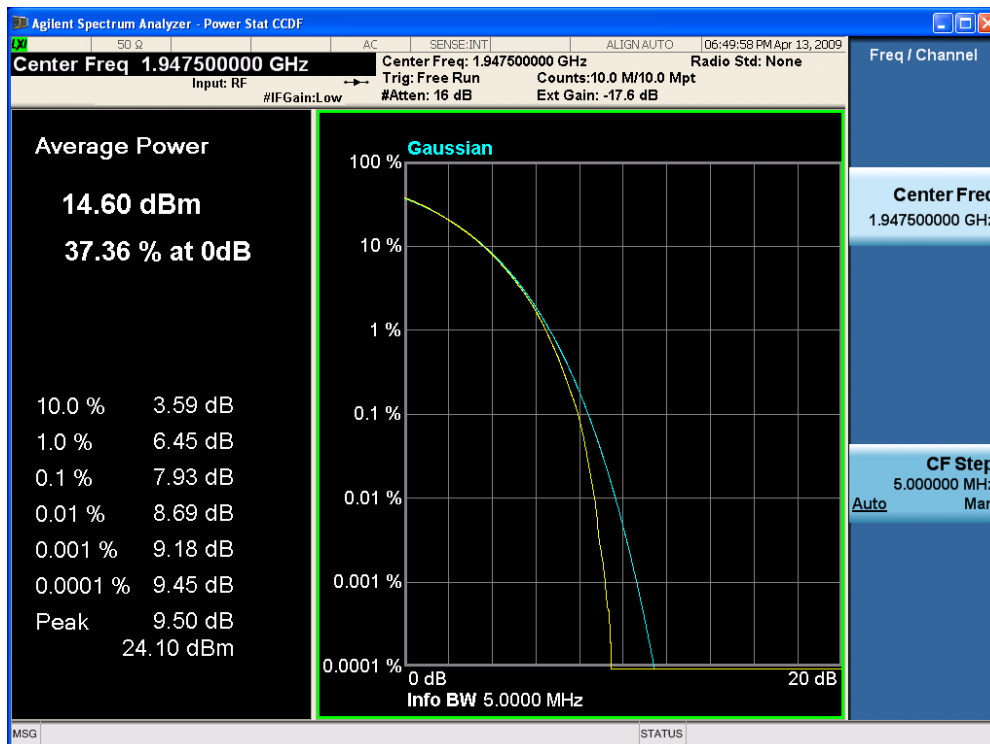 Agilent Spectrum Analyzer - Power Stat CCDF
LXI 50 Ω AC SENSE:INT ALIGN AUTO 06:49:58 PM Apr 13, 2009
Center Freq 1.947500000 GHz
Input: RF
#IFGain:Low
Center Freq: 1.947500000 GHz Radio Std: None
Trig: Free Run Counts:10.0 M/10.0 Mpt
#Atten: 16 dB Ext Gain: -17.6 dB
Average Power
14.60 dBm
37.36 % at 0dB
10.0 % 3.59 dB
1.0 % 6.45 dB
0.1 % 7.93 dB
0.01 % 8.69 dB
0.001 % 9.18 dB
0.0001 % 9.45 dB
Peak 9.50 dB
24.10 dBm
Gaussian
100 %
10 %
1 %
0.1 %
0.01 %
0.001 %
0.0001 %
0 dB 20 dB
Info BW 5.0000 MHz
Freq / Channel
Center Freq
1.947500000 GHz
CF Step
5.000000 MHz
Auto Man
MSG STATUS